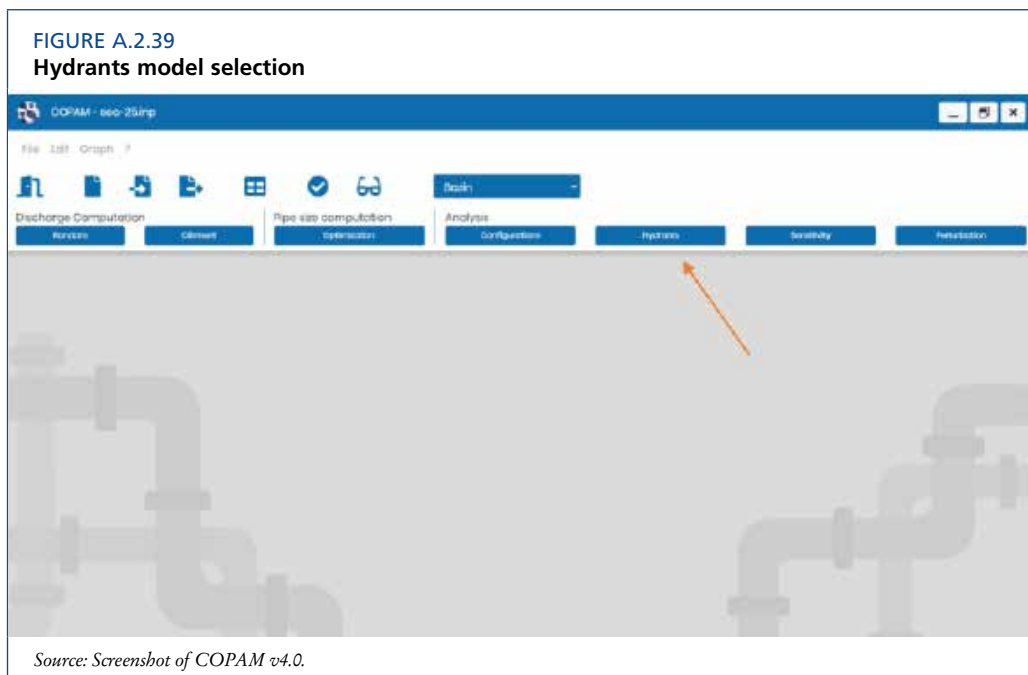 FIGURE A.2.39
Hydrants model selection
COPAM - seo-25.inp
File Edit Graph ?
Basin
Discharge Computation Pipe size computation Analysis
Random Clément Optimization Configurations Hydrants Sensitivity Perturbation
Source: Screenshot of COPAM v4.0.